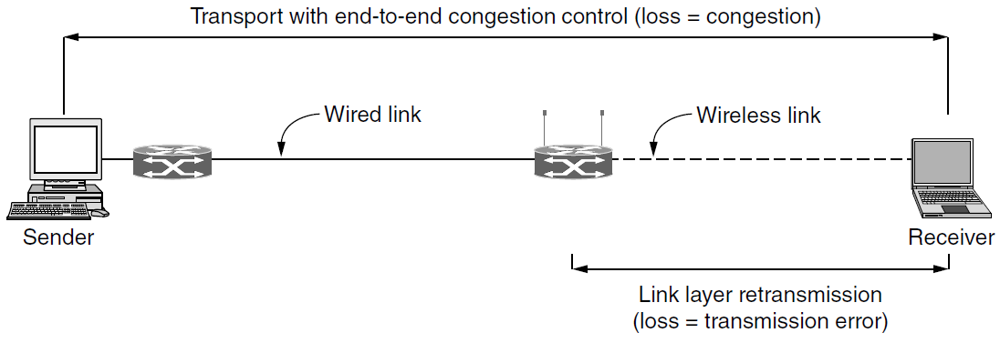 Transport with end-to-end congestion control (loss = congestion)
Wired link
Wireless link
Sender
Receiver
Link layer retransmission
(loss = transmission error)